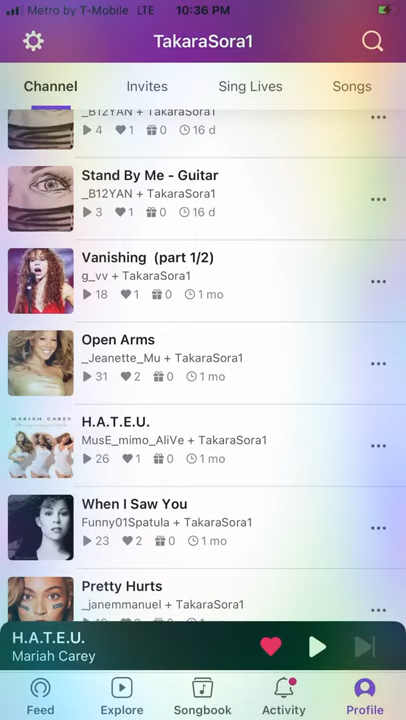 Metro by T-Mobile LTE 10:36 PM
TakaraSora1
Channel Invites Sing Lives Songs
_B12YAN + TakaraSora1
4 1 0 16 d
Stand By Me - Guitar
_B12YAN + TakaraSora1
3 1 0 16 d
Vanishing (part 1/2)
g_vv + TakaraSora1
18 1 0 1 mo
Open Arms
_Jeanette_Mu + TakaraSora1
31 2 0 1 mo
MARIAH CAREY
H.A.T.E.U.
MusE_mimo_AliVe + TakaraSora1
26 1 0 1 mo
When I Saw You
Funny01Spatula + TakaraSora1
23 2 0 1 mo
Pretty Hurts
_janemmanuel + TakaraSora1
H.A.T.E.U.
Mariah Carey
Feed Explore Songbook Activity Profile